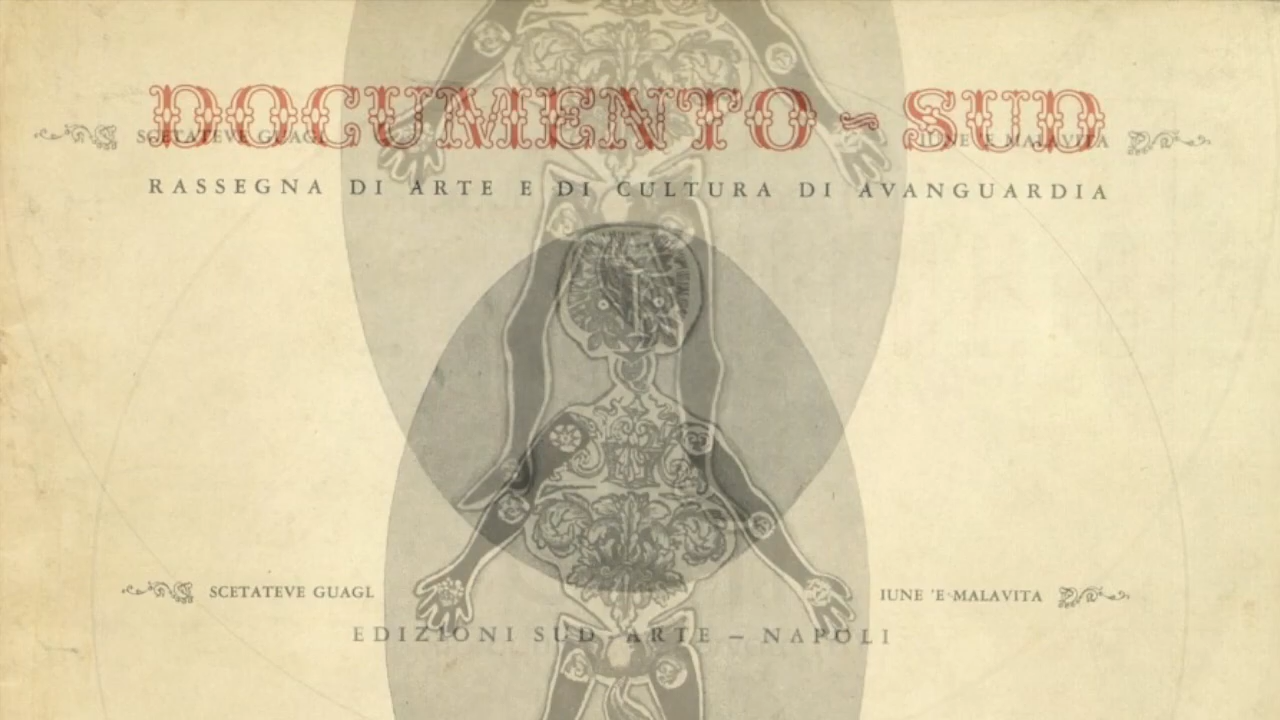 DOCUMENTO ~ SUD
SCETATEVE GUAGL IUNE 'E MALAVITA
RASSEGNA DI ARTE E DI CULTURA DI AVANGUARDIA
SCETATEVE GUAGL IUNE 'E MALAVITA
EDIZIONI SUD ARTE – NAPOLI